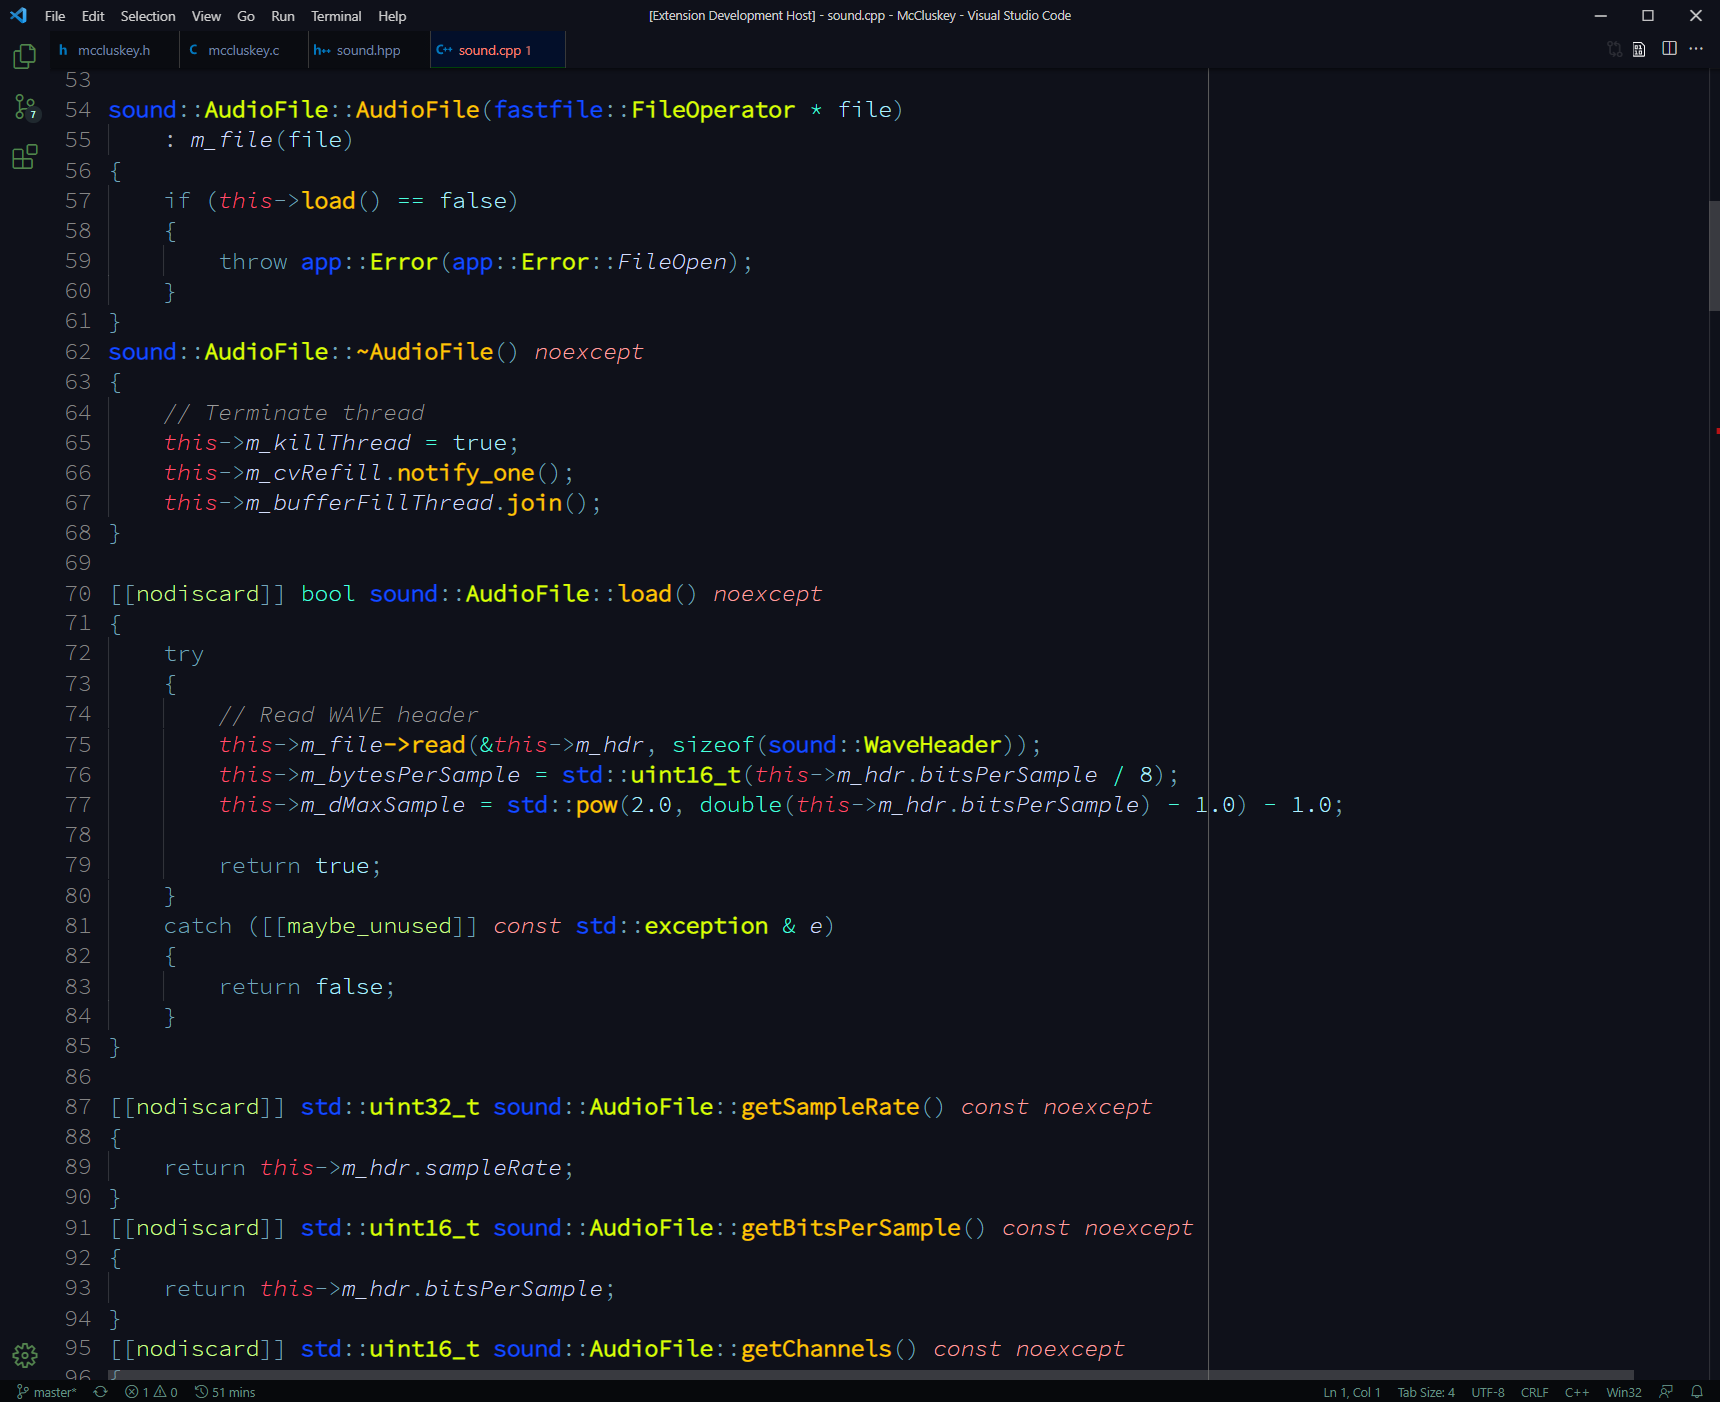 File Edit Selection View Go Run Terminal Help [Extension Development Host] - sound.cpp - McCluskey - Visual Studio Code
h mccluskey.h C mccluskey.c h++ sound.hpp C++ sound.cpp 1
7
53
54 sound::AudioFile::AudioFile(fastfile::FileOperator * file)
55     : m_file(file)
56 {
57     if (this->load() == false)
58     {
59         throw app::Error(app::Error::FileOpen);
60     }
61 }
62 sound::AudioFile::~AudioFile() noexcept
63 {
64     // Terminate thread
65     this->m_killThread = true;
66     this->m_cvRefill.notify_one();
67     this->m_bufferFillThread.join();
68 }
69
70 [[nodiscard]] bool sound::AudioFile::load() noexcept
71 {
72     try
73     {
74         // Read WAVE header
75         this->m_file->read(&this->m_hdr, sizeof(sound::WaveHeader));
76         this->m_bytesPerSample = std::uint16_t(this->m_hdr.bitsPerSample / 8);
77         this->m_dMaxSample = std::pow(2.0, double(this->m_hdr.bitsPerSample) - 1.0) - 1.0;
78
79         return true;
80     }
81     catch ([[maybe_unused]] const std::exception & e)
82     {
83         return false;
84     }
85 }
86
87 [[nodiscard]] std::uint32_t sound::AudioFile::getSampleRate() const noexcept
88 {
89     return this->m_hdr.sampleRate;
90 }
91 [[nodiscard]] std::uint16_t sound::AudioFile::getBitsPerSample() const noexcept
92 {
93     return this->m_hdr.bitsPerSample;
94 }
95 [[nodiscard]] std::uint16_t sound::AudioFile::getChannels() const noexcept
96 {
master* 1 0 51 mins Ln 1, Col 1 Tab Size: 4 UTF-8 CRLF C++ Win32